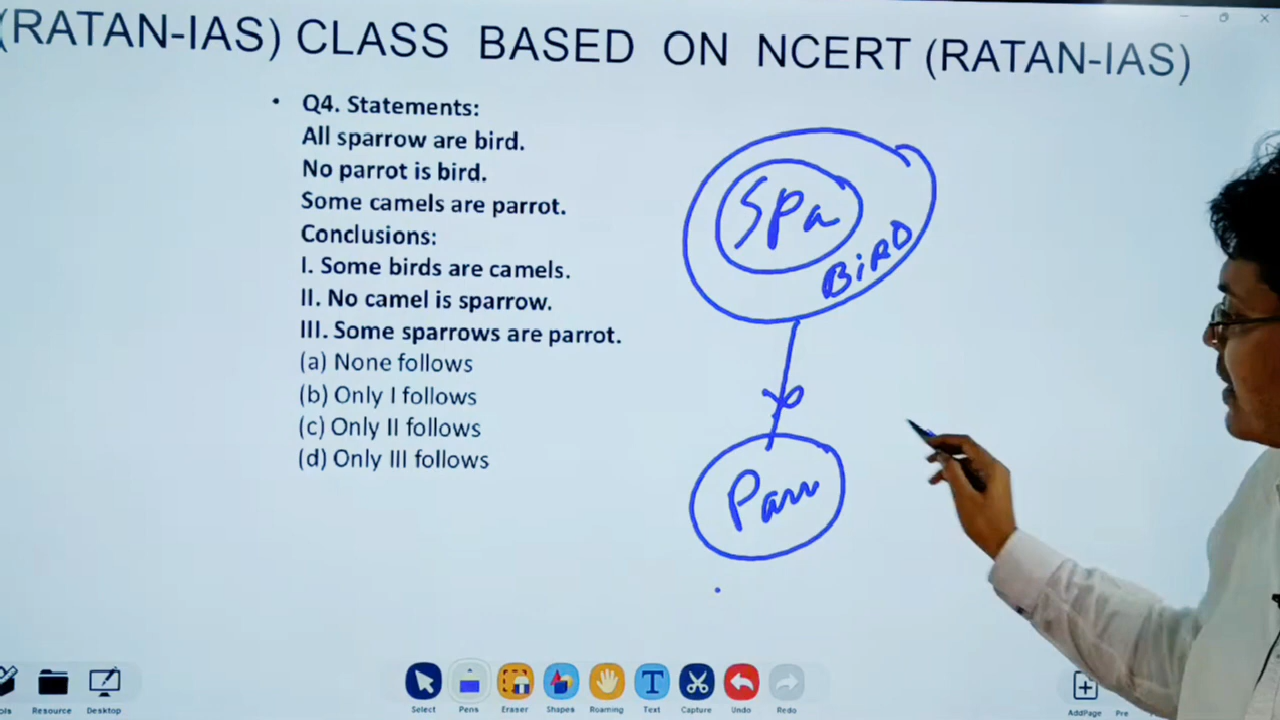 (RATAN-IAS) CLASS BASED ON NCERT (RATAN-IAS)
• Q4. Statements:
All sparrow are bird.
No parrot is bird.
Some camels are parrot.
Conclusions:
I. Some birds are camels.
II. No camel is sparrow.
III. Some sparrows are parrot.
(a) None follows
(b) Only I follows
(c) Only II follows
(d) Only III follows
Spa
BiRD
Parr
ols Resource Desktop
Select Pens Eraser Shapes Roaming Text Capture Undo Redo
AddPage Pre